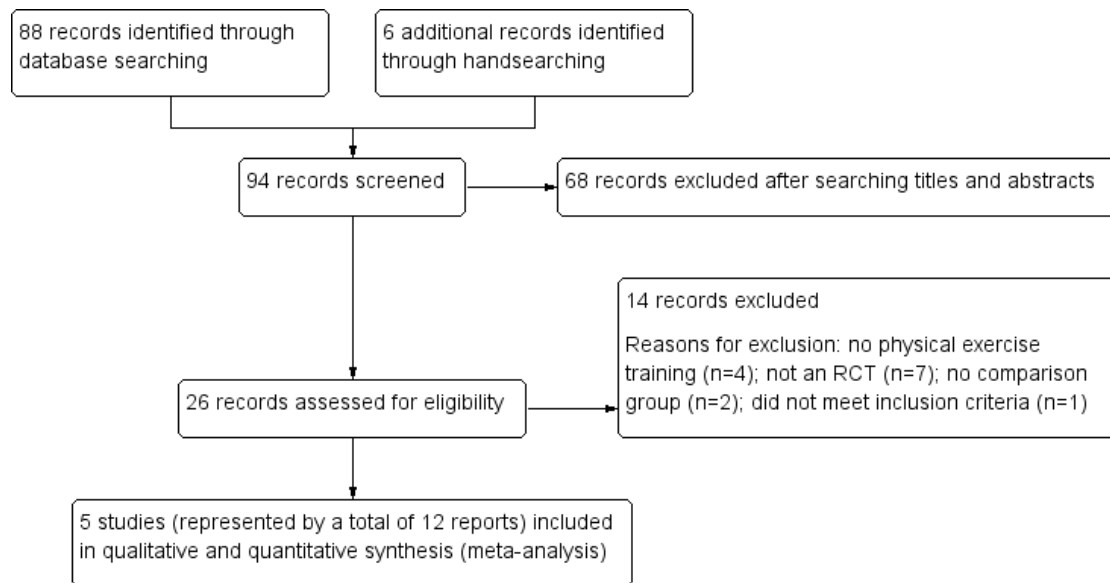 88 records identified through
database searching
6 additional records identified
through handsearching
94 records screened
68 records excluded after searching titles and abstracts
14 records excluded
Reasons for exclusion: no physical exercise
training (n=4); not an RCT (n=7); no comparison
group (n=2); did not meet inclusion criteria (n=1)
26 records assessed for eligibility
5 studies (represented by a total of 12 reports) included
in qualitative and quantitative synthesis (meta-analysis)